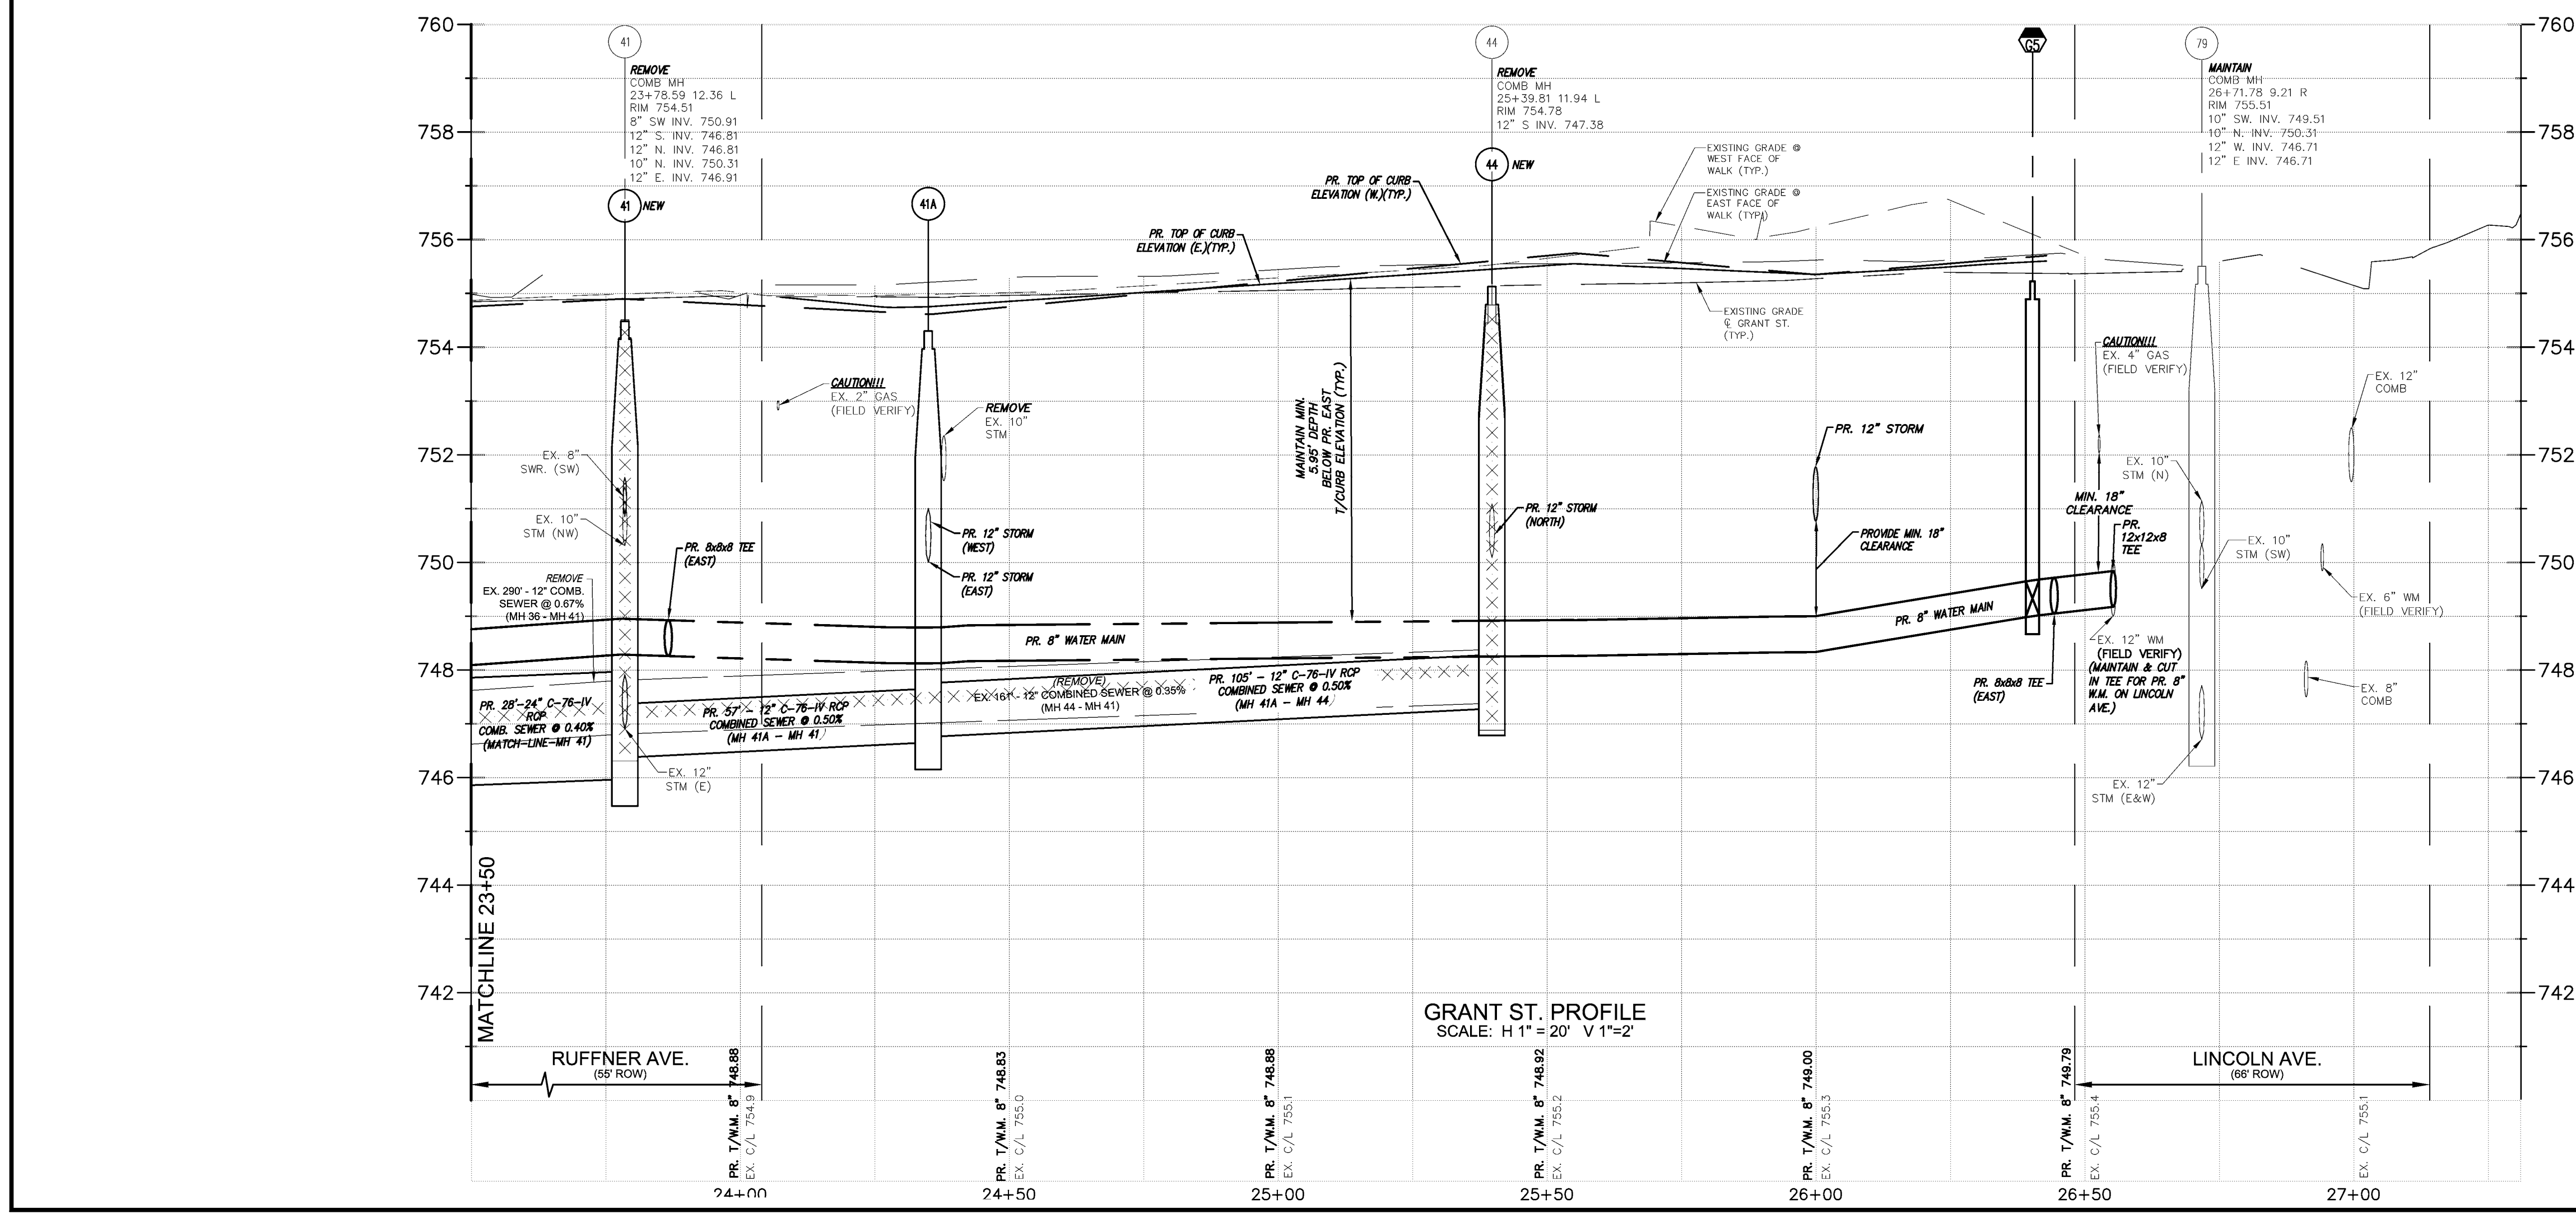 760
758
756
754
752
750
748
746
744
742
MATCHLINE 23+50
41
REMOVE
COMB MH
23+78.59 12.36 L
RIM 754.51
8" SW INV. 750.91
12" S. INV. 746.81
12" N. INV. 746.81
10" N. INV. 750.31
12" E. INV. 746.91
41 NEW
41A
44
REMOVE
COMB MH
25+39.81 11.94 L
RIM 754.78
12" S INV. 747.38
44 NEW
G5
79
MAINTAIN
COMB MH
26+71.78 9.21 R
RIM 755.51
10" SW. INV. 749.51
10" N. INV. 750.31
12" W. INV. 746.71
12" E INV. 746.71
PR. TOP OF CURB
ELEVATION (E.)(TYP.)
PR. TOP OF CURB
ELEVATION (W.)(TYP.)
EXISTING GRADE @
WEST FACE OF
WALK (TYP.)
EXISTING GRADE @
EAST FACE OF
WALK (TYP.)
EXISTING GRADE
℄ GRANT ST.
(TYP.)
CAUTION!!!
EX. 2" GAS
(FIELD VERIFY)
REMOVE
EX. 10"
STM
EX. 8"
SWR. (SW)
EX. 10"
STM (NW)
PR. 8x8x8 TEE
(EAST)
PR. 12" STORM
(WEST)
PR. 12" STORM
(EAST)
MAINTAIN MIN.
5.95' DEPTH
BELOW PR. EAST
T/CURB ELEVATION (TYP.)
PR. 12" STORM
(NORTH)
PR. 12" STORM
PROVIDE MIN. 18"
CLEARANCE
CAUTION!!!
EX. 4" GAS
(FIELD VERIFY)
MIN. 18"
CLEARANCE
PR.
12x12x8
TEE
EX. 10"
STM (N)
EX. 10"
STM (SW)
EX. 12"
COMB
EX. 6" WM
(FIELD VERIFY)
EX. 8"
COMB
EX. 12"
STM (E&W)
REMOVE
EX. 290' - 12" COMB.
SEWER @ 0.67%
(MH 36 - MH 41)
PR. 8" WATER MAIN
PR. 8" WATER MAIN
PR. 28'-24" C-76-IV
RCP
COMB. SEWER @ 0.40%
(MATCH-LINE-MH 41)
PR. 57' - 12" C-76-IV RCP
COMBINED SEWER @ 0.50%
(MH 41A - MH 41)
(REMOVE)
EX. 161' - 12" COMBINED SEWER @ 0.35%
(MH 44 - MH 41)
PR. 105' - 12" C-76-IV RCP
COMBINED SEWER @ 0.50%
(MH 41A - MH 44)
EX. 12"
STM (E)
PR. 8x8x8 TEE
(EAST)
EX. 12" WM
(FIELD VERIFY)
(MAINTAIN & CUT
IN TEE FOR PR. 8"
W.M. ON LINCOLN
AVE.)
GRANT ST. PROFILE
SCALE: H 1" = 20' V 1"=2'
RUFFNER AVE.
(55' ROW)
LINCOLN AVE.
(66' ROW)
PR. T/W.M. 8" 748.88
EX. C/L 754.9
PR. T/W.M. 8" 748.83
EX. C/L 755.0
PR. T/W.M. 8" 748.88
EX. C/L 755.1
PR. T/W.M. 8" 748.92
EX. C/L 755.2
PR. T/W.M. 8" 749.00
EX. C/L 755.3
PR. T/W.M. 8" 749.79
EX. C/L 755.4
EX. C/L 755.1
24+00
24+50
25+00
25+50
26+00
26+50
27+00
760
758
756
754
752
750
748
746
744
742